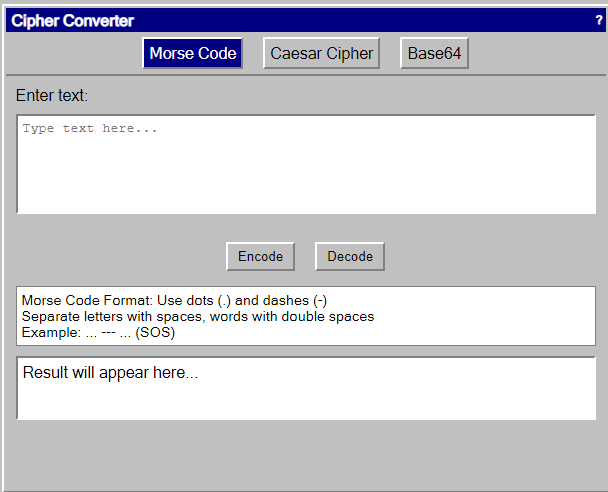 Cipher Converter ?
Morse Code Caesar Cipher Base64
Enter text:
Type text here...
Encode Decode
Morse Code Format: Use dots (.) and dashes (-)
Separate letters with spaces, words with double spaces
Example: ... --- ... (SOS)
Result will appear here...